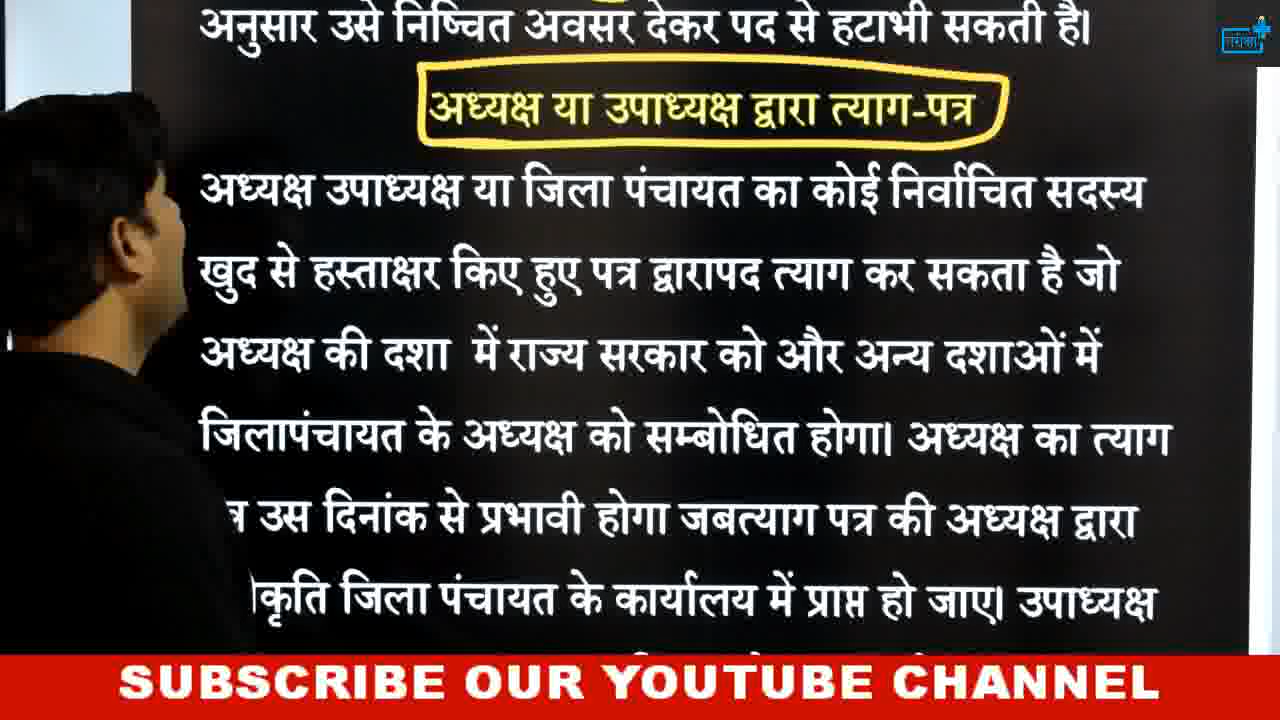 अनुसार उसे निष्चित अवसर देकर पद से हटाभी सकती है।
अध्यक्ष या उपाध्यक्ष द्वारा त्याग-पत्र
अध्यक्ष उपाध्यक्ष या जिला पंचायत का कोई निर्वाचित सदस्य
खुद से हस्ताक्षर किए हुए पत्र द्वारापद त्याग कर सकता है जो
अध्यक्ष की दशा में राज्य सरकार को और अन्य दशाओं में
जिलापंचायत के अध्यक्ष को सम्बोधित होगा। अध्यक्ष का त्याग
उस दिनांक से प्रभावी होगा जबत्याग पत्र की अध्यक्ष द्वारा
जिला पंचायत के कार्यालय में प्राप्त हो जाए। उपाध्यक्ष
SUBSCRIBE OUR YOUTUBE CHANNEL